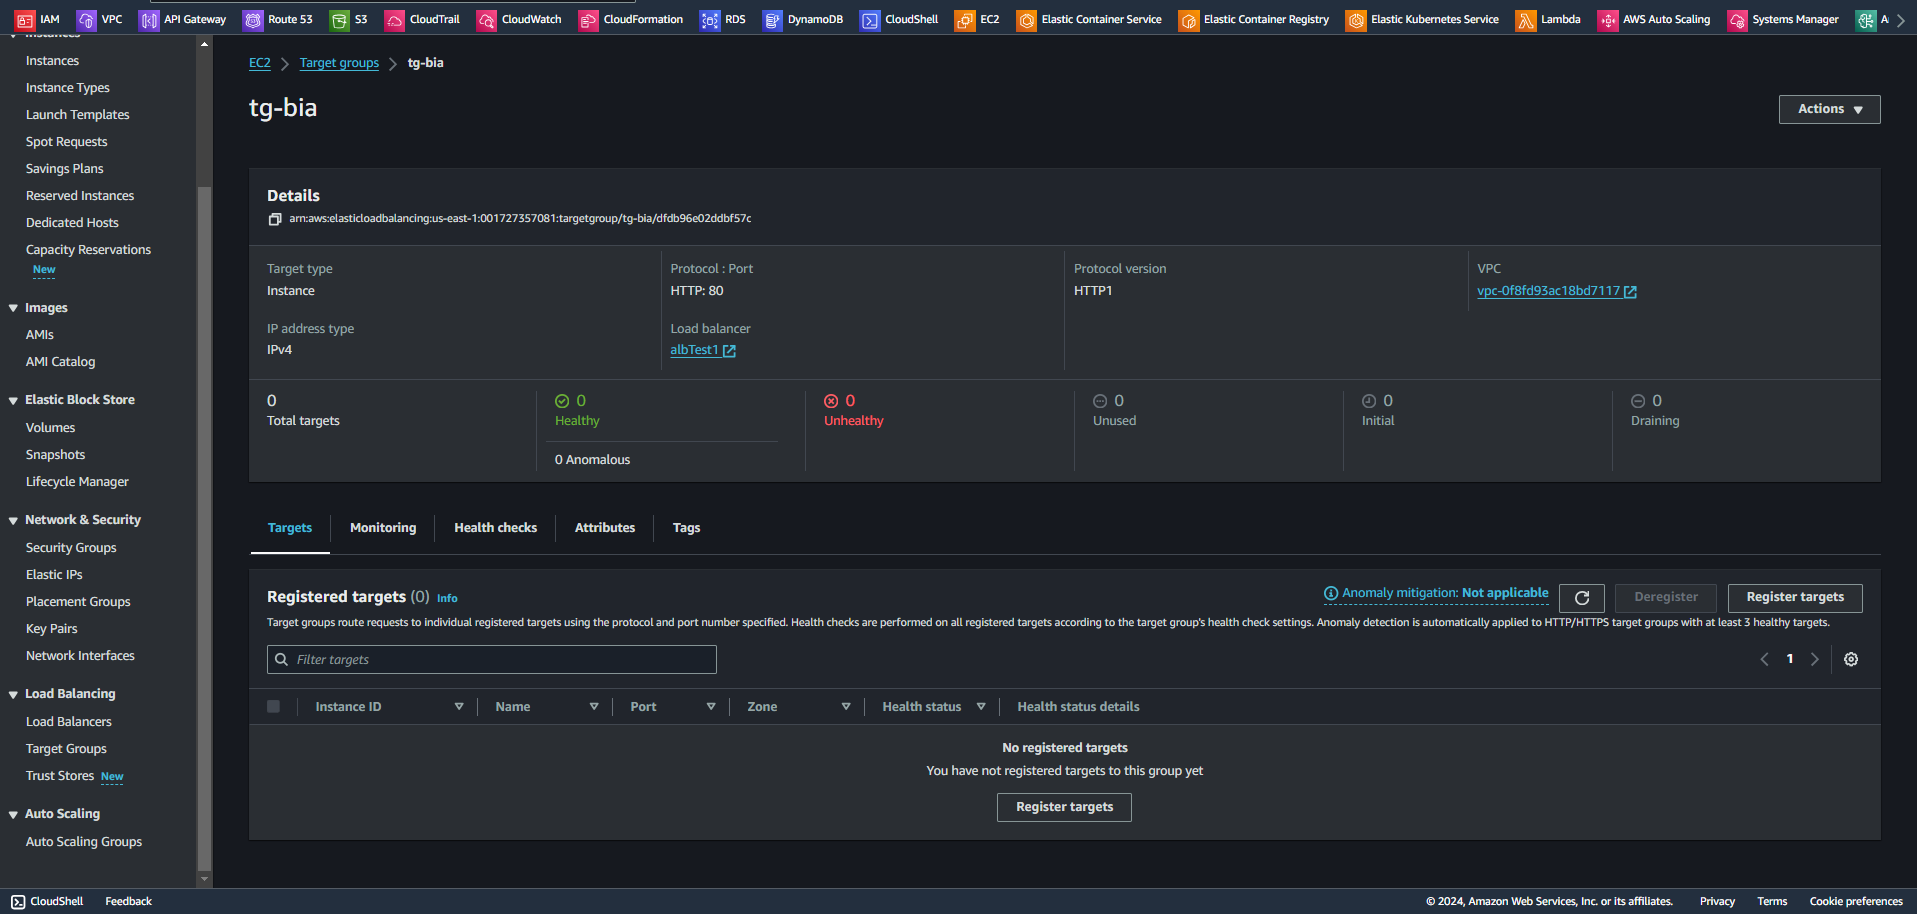 IAM VPC API Gateway Route 53 S3 CloudTrail CloudWatch CloudFormation RDS DynamoDB CloudShell EC2 Elastic Container Service Elastic Container Registry Elastic Kubernetes Service Lambda AWS Auto Scaling Systems Manager
Instances
Instances
Instance Types
Launch Templates
Spot Requests
Savings Plans
Reserved Instances
Dedicated Hosts
Capacity Reservations
New
Images
AMIs
AMI Catalog
Elastic Block Store
Volumes
Snapshots
Lifecycle Manager
Network & Security
Security Groups
Elastic IPs
Placement Groups
Key Pairs
Network Interfaces
Load Balancing
Load Balancers
Target Groups
Trust Stores New
Auto Scaling
Auto Scaling Groups
EC2 Target groups tg-bia
tg-bia
Actions
Details
arn:aws:elasticloadbalancing:us-east-1:001727357081:targetgroup/tg-bia/dfdb96e02ddbf57c
Target type
Instance
Protocol : Port
HTTP: 80
Protocol version
HTTP1
VPC
vpc-0f8fd93ac18bd7117
IP address type
IPv4
Load balancer
albTest1
0
Total targets
0
Healthy
0 Anomalous
0
Unhealthy
0
Unused
0
Initial
0
Draining
Targets Monitoring Health checks Attributes Tags
Registered targets (0) Info
Anomaly mitigation: Not applicable
Deregister
Register targets
Target groups route requests to individual registered targets using the protocol and port number specified. Health checks are performed on all registered targets according to the target group's health check settings. Anomaly detection is automatically applied to HTTP/HTTPS target groups with at least 3 healthy targets.
Filter targets
1
Instance ID Name Port Zone Health status Health status details
No registered targets
You have not registered targets to this group yet
Register targets
CloudShell Feedback
© 2024, Amazon Web Services, Inc. or its affiliates. Privacy Terms Cookie preferences